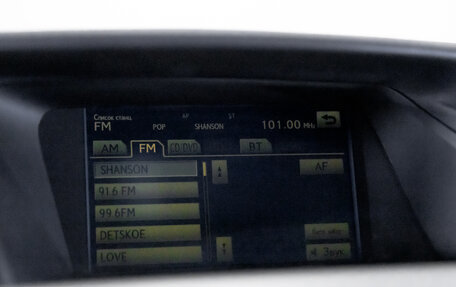 Список станц AF ST
FM POP SHANSON 101.00 MHz
AM FM CD/DVD BT
SHANSON AF
91.6 FM
99.6FM
DETSKOE
LOVE Звук